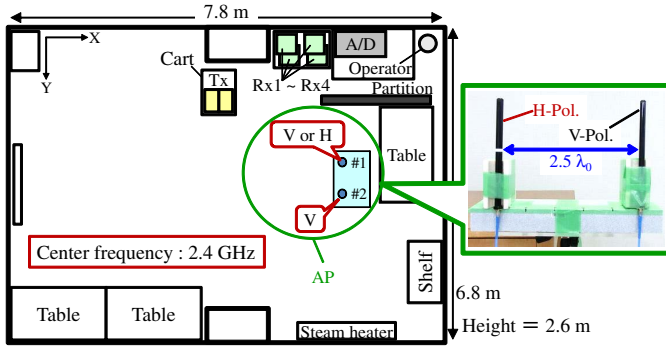 7.8 m
X
Y
Cart
Tx
Rx1 ~ Rx4
A/D
Operator
Partition
V or H
#1
#2
V
Table
H-Pol.
V-Pol.
2.5 λ0
Center frequency : 2.4 GHz
AP
Shelf
6.8 m
Table
Table
Steam heater
Height = 2.6 m